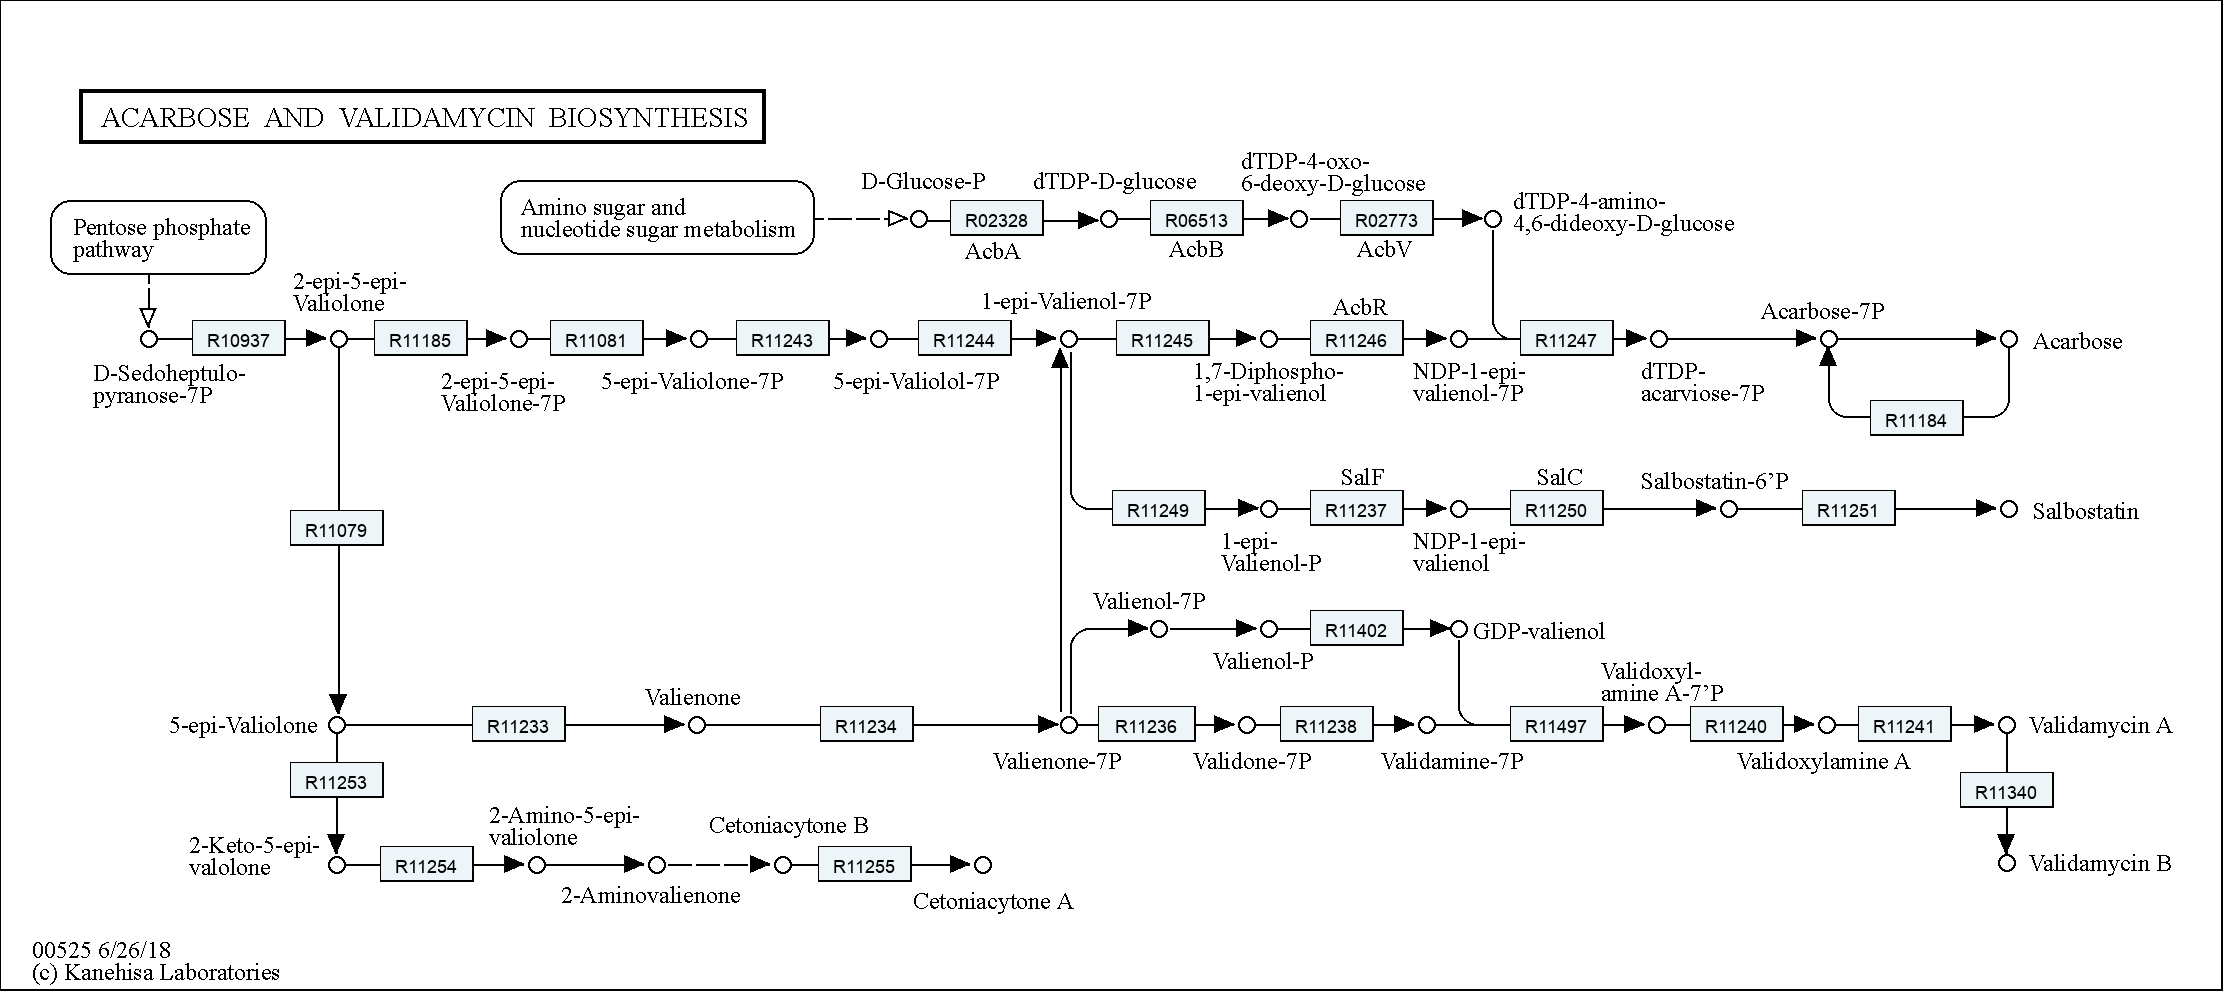 ACARBOSE AND VALIDAMYCIN BIOSYNTHESIS
dTDP-4-oxo-
6-deoxy-D-glucose
D-Glucose-P
dTDP-D-glucose
Amino sugar and
nucleotide sugar metabolism
R02328
R06513
R02773
dTDP-4-amino-
4,6-dideoxy-D-glucose
AcbA
AcbB
AcbV
Pentose phosphate
pathway
2-epi-5-epi-
Valiolone
1-epi-Valienol-7P
AcbR
Acarbose-7P
R10937
R11185
R11081
R11243
R11244
R11245
R11246
R11247
Acarbose
D-Sedoheptulo-
pyranose-7P
2-epi-5-epi-
Valiolone-7P
5-epi-Valiolone-7P
5-epi-Valiolol-7P
1,7-Diphospho-
1-epi-valienol
NDP-1-epi-
valienol-7P
dTDP-
acarviose-7P
R11184
SalF
SalC
Salbostatin-6’P
R11249
R11237
R11250
R11251
Salbostatin
R11079
1-epi-
Valienol-P
NDP-1-epi-
valienol
Valienol-7P
R11402
GDP-valienol
Valienol-P
Validoxyl-
amine A-7’P
Valienone
5-epi-Valiolone
R11233
R11234
R11236
R11238
R11497
R11240
R11241
Validamycin A
Valienone-7P
Validone-7P
Validamine-7P
Validoxylamine A
R11253
R11340
2-Amino-5-epi-
valiolone
Cetoniacytone B
2-Keto-5-epi-
valolone
R11254
R11255
Validamycin B
2-Aminovalienone
Cetoniacytone A
00525 6/26/18
(c) Kanehisa Laboratories